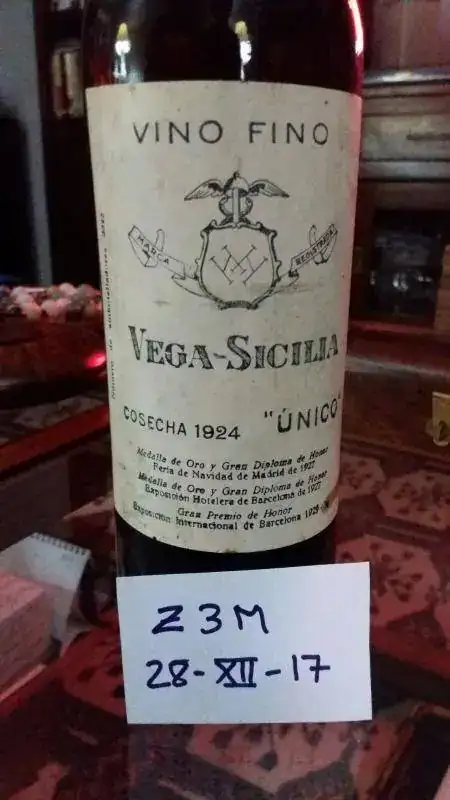 VINO FINO
MARCA REGISTRADA
VEGA-SICILIA
COSECHA 1924 "ÚNICO"
Medalla de Oro y Gran Diploma de Honor
Feria de Navidad de Madrid de 1927
Medalla de Oro y Gran Diploma de Honor
Exposición Hotelera de Barcelona de 1927
Gran Premio de Honor
Exposición Internacional de Barcelona 1929
Z3M
28-XII-17